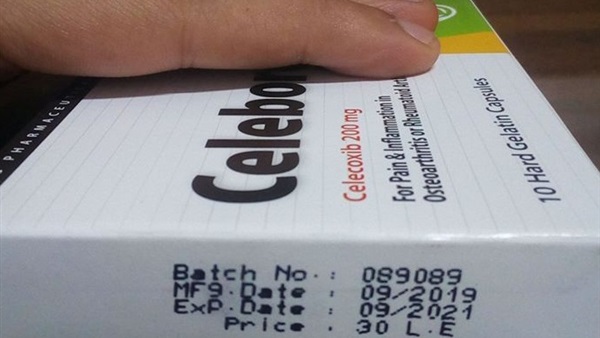 Celebo
Celecoxib 200 mg
For Pain & Inflammation in
Osteoarthritis or Rheumatoid
10 Hard Gelatin Capsules
Batch No.: 089089
MFg.Date : 09/2019
Exp.Date : 09/2021
Price : 30 L.E